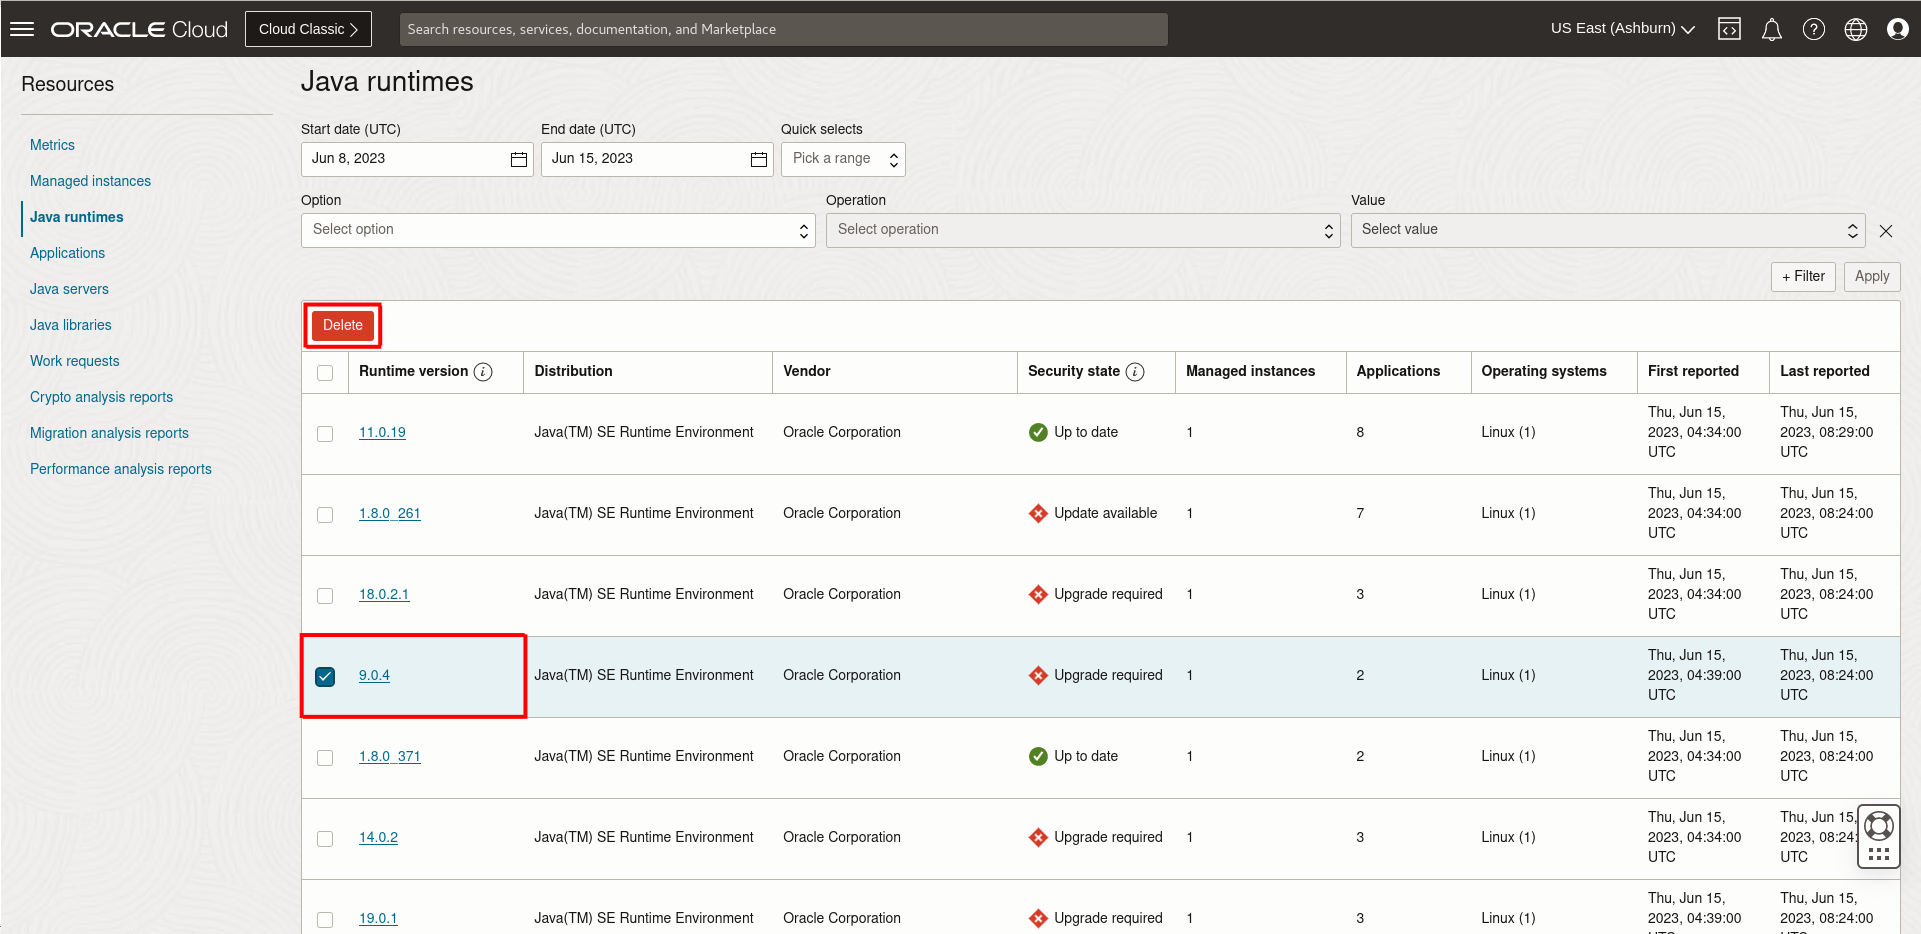 ORACLE Cloud
Cloud Classic
Search resources, services, documentation, and Marketplace
US East (Ashburn)
Resources
Metrics
Managed instances
Java runtimes
Applications
Java servers
Java libraries
Work requests
Crypto analysis reports
Migration analysis reports
Performance analysis reports
Java runtimes
Start date (UTC) End date (UTC) Quick selects
Jun 8, 2023 Jun 15, 2023 Pick a range
Option Operation Value
Select option Select operation Select value
+ Filter Apply
Delete
Runtime version Distribution Vendor Security state Managed instances Applications Operating systems First reported Last reported
11.0.19 Java(TM) SE Runtime Environment Oracle Corporation Up to date 1 8 Linux (1) Thu, Jun 15, 2023, 04:34:00 UTC Thu, Jun 15, 2023, 08:29:00 UTC
1.8.0_261 Java(TM) SE Runtime Environment Oracle Corporation Update available 1 7 Linux (1) Thu, Jun 15, 2023, 04:34:00 UTC Thu, Jun 15, 2023, 08:24:00 UTC
18.0.2.1 Java(TM) SE Runtime Environment Oracle Corporation Upgrade required 1 3 Linux (1) Thu, Jun 15, 2023, 04:34:00 UTC Thu, Jun 15, 2023, 08:24:00 UTC
9.0.4 Java(TM) SE Runtime Environment Oracle Corporation Upgrade required 1 2 Linux (1) Thu, Jun 15, 2023, 04:39:00 UTC Thu, Jun 15, 2023, 08:24:00 UTC
1.8.0_371 Java(TM) SE Runtime Environment Oracle Corporation Up to date 1 2 Linux (1) Thu, Jun 15, 2023, 04:34:00 UTC Thu, Jun 15, 2023, 08:24:00 UTC
14.0.2 Java(TM) SE Runtime Environment Oracle Corporation Upgrade required 1 3 Linux (1) Thu, Jun 15, 2023, 04:34:00 UTC Thu, Jun 15, 2023, 08:24: UTC
19.0.1 Java(TM) SE Runtime Environment Oracle Corporation Upgrade required 1 3 Linux (1) Thu, Jun 15, 2023, 04:39:00 Thu, Jun 15, 2023, 08:24:00